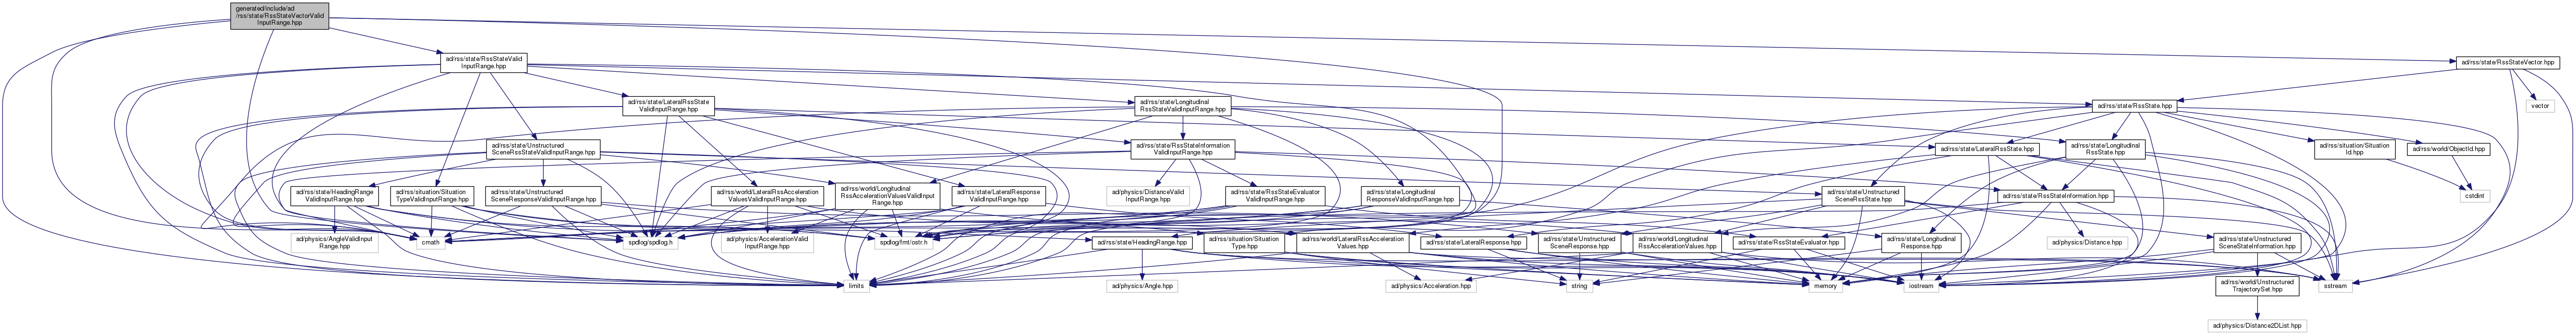 generated/include/ad
/rss/state/RssStateVectorValid
InputRange.hpp
ad/rss/state/RssStateValid
InputRange.hpp
ad/rss/state/RssStateVector.hpp
ad/rss/state/LateralRssState
ValidInputRange.hpp
ad/rss/state/Longitudinal
RssStateValidInputRange.hpp
ad/rss/state/RssState.hpp
vector
ad/rss/state/Unstructured
SceneRssStateValidInputRange.hpp
ad/rss/state/RssStateInformation
ValidInputRange.hpp
ad/rss/state/LateralRssState.hpp
ad/rss/state/Longitudinal
RssState.hpp
ad/rss/situation/Situation
Id.hpp
ad/rss/world/ObjectId.hpp
ad/rss/state/HeadingRange
ValidInputRange.hpp
ad/rss/situation/Situation
TypeValidInputRange.hpp
ad/rss/state/Unstructured
SceneResponseValidInputRange.hpp
ad/rss/world/LateralRssAcceleration
ValuesValidInputRange.hpp
ad/rss/world/Longitudinal
RssAccelerationValuesValidInput
Range.hpp
ad/rss/state/LateralResponse
ValidInputRange.hpp
ad/physics/DistanceValid
InputRange.hpp
ad/rss/state/RssStateEvaluator
ValidInputRange.hpp
ad/rss/state/Longitudinal
ResponseValidInputRange.hpp
ad/rss/state/Unstructured
SceneRssState.hpp
ad/rss/state/RssStateInformation.hpp
cstdint
ad/physics/AngleValidInput
Range.hpp
cmath
spdlog/spdlog.h
ad/physics/AccelerationValid
InputRange.hpp
spdlog/fmt/ostr.h
ad/rss/state/HeadingRange.hpp
ad/rss/situation/Situation
Type.hpp
ad/rss/world/LateralRssAcceleration
Values.hpp
ad/rss/state/LateralResponse.hpp
ad/rss/state/Unstructured
SceneResponse.hpp
ad/rss/world/Longitudinal
RssAccelerationValues.hpp
ad/rss/state/RssStateEvaluator.hpp
ad/rss/state/Longitudinal
Response.hpp
ad/physics/Distance.hpp
ad/rss/state/Unstructured
SceneStateInformation.hpp
limits
ad/physics/Angle.hpp
ad/physics/Acceleration.hpp
string
memory
iostream
ad/rss/world/Unstructured
TrajectorySet.hpp
sstream
ad/physics/Distance2DList.hpp